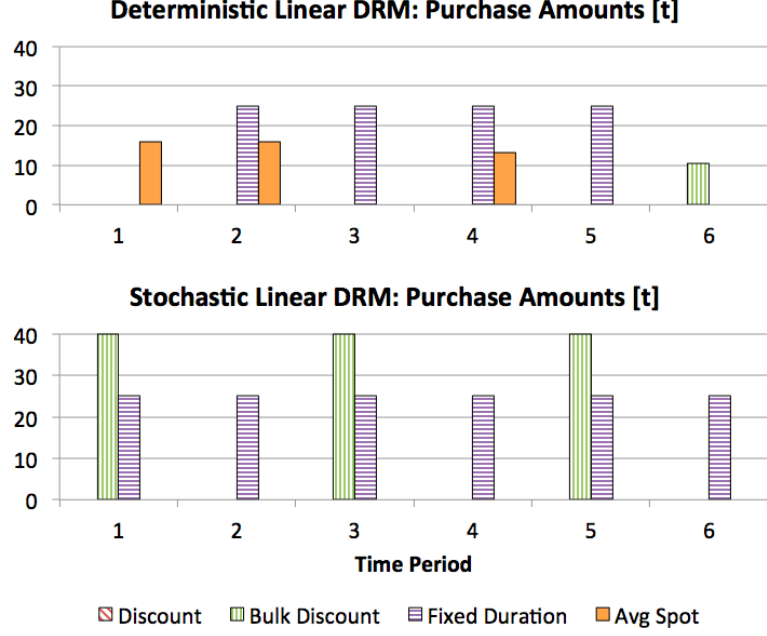 Deterministic Linear DRM: Purchase Amounts [t]
40
30
20
10
0
1 2 3 4 5 6
Stochastic Linear DRM: Purchase Amounts [t]
40
30
20
10
0
1 2 3 4 5 6
Time Period
Discount Bulk Discount Fixed Duration Avg Spot